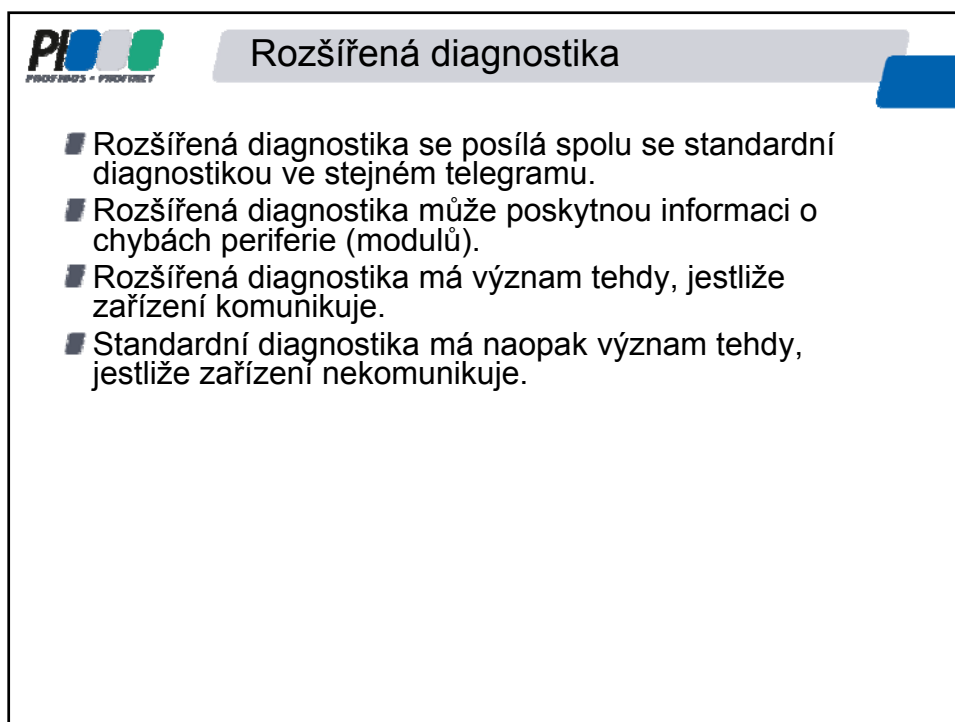 PI
PROFIBUS - PROFINET
Rozšířená diagnostika
Rozšířená diagnostika se posílá spolu se standardní
diagnostikou ve stejném telegramu.
Rozšířená diagnostika může poskytnou informaci o
chybách periferie (modulů).
Rozšířená diagnostika má význam tehdy, jestliže
zařízení komunikuje.
Standardní diagnostika má naopak význam tehdy,
jestliže zařízení nekomunikuje.